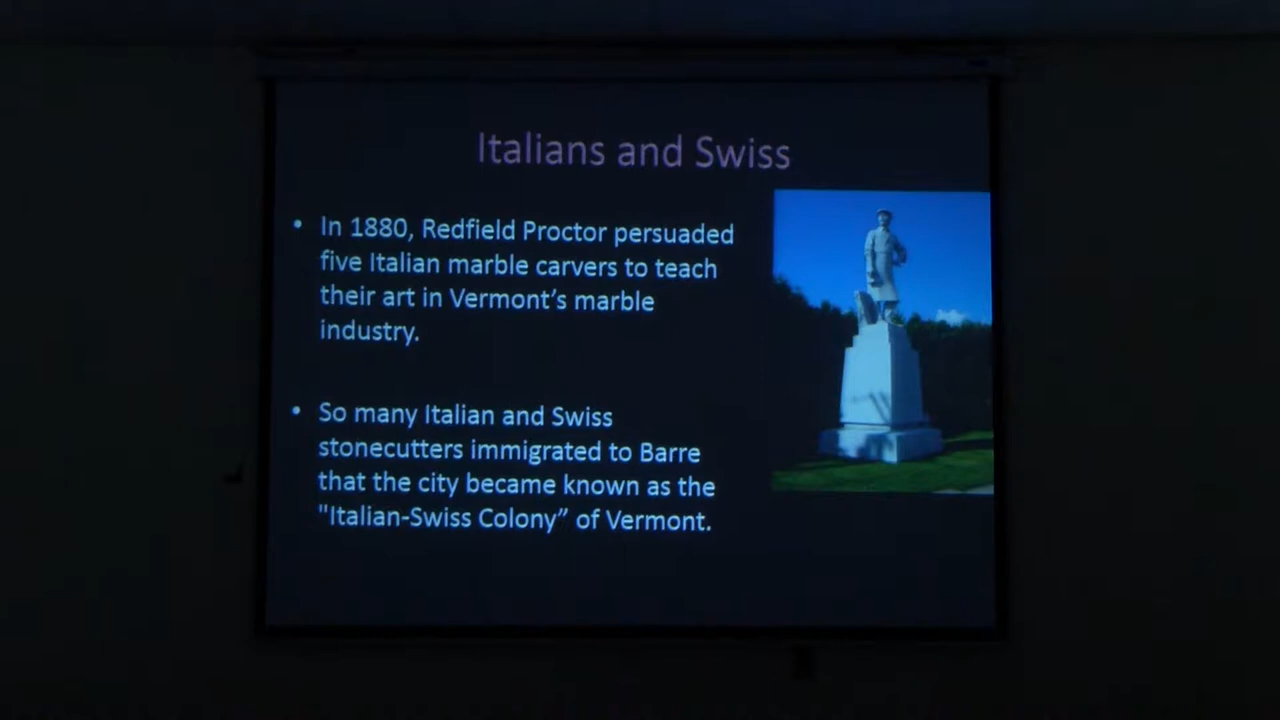 Italians and Swiss
• In 1880, Redfield Proctor persuaded
five Italian marble carvers to teach
their art in Vermont’s marble
industry.
• So many Italian and Swiss
stonecutters immigrated to Barre
that the city became known as the
"Italian-Swiss Colony” of Vermont.